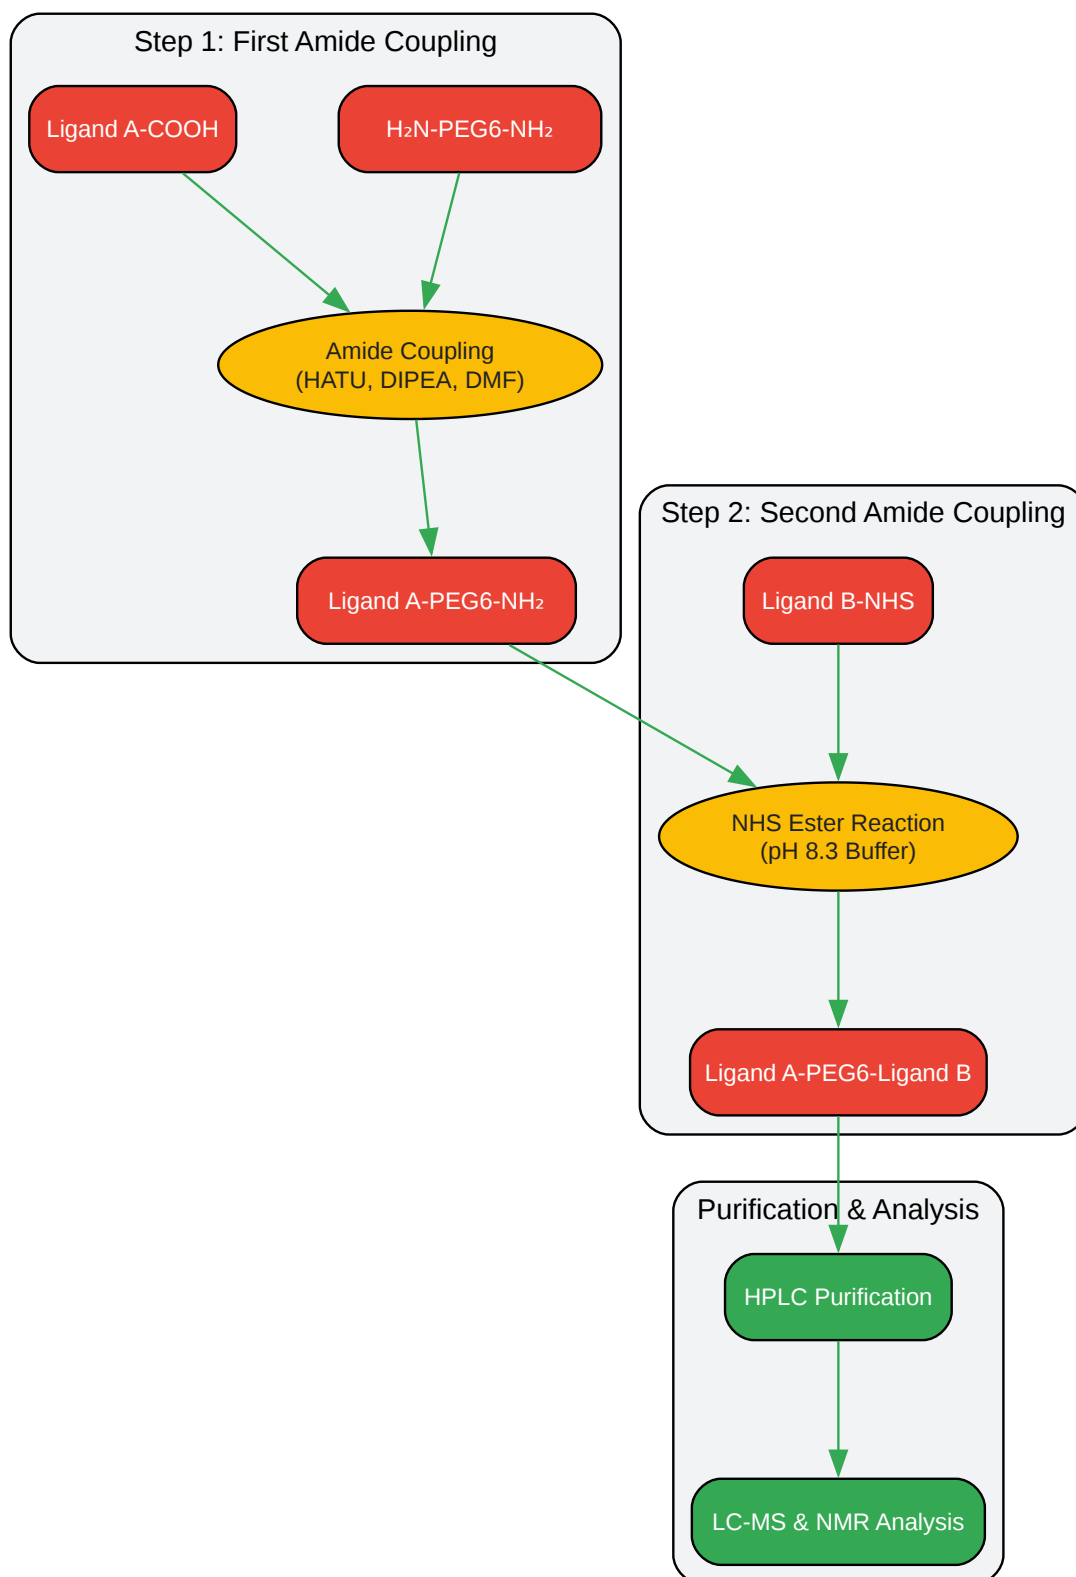 Step 1: First Amide Coupling
Ligand A-COOH
H₂N-PEG6-NH₂
Amide Coupling
(HATU, DIPEA, DMF)
Ligand A-PEG6-NH₂
Step 2: Second Amide Coupling
Ligand B-NHS
NHS Ester Reaction
(pH 8.3 Buffer)
Ligand A-PEG6-Ligand B
Purification & Analysis
HPLC Purification
LC-MS & NMR Analysis